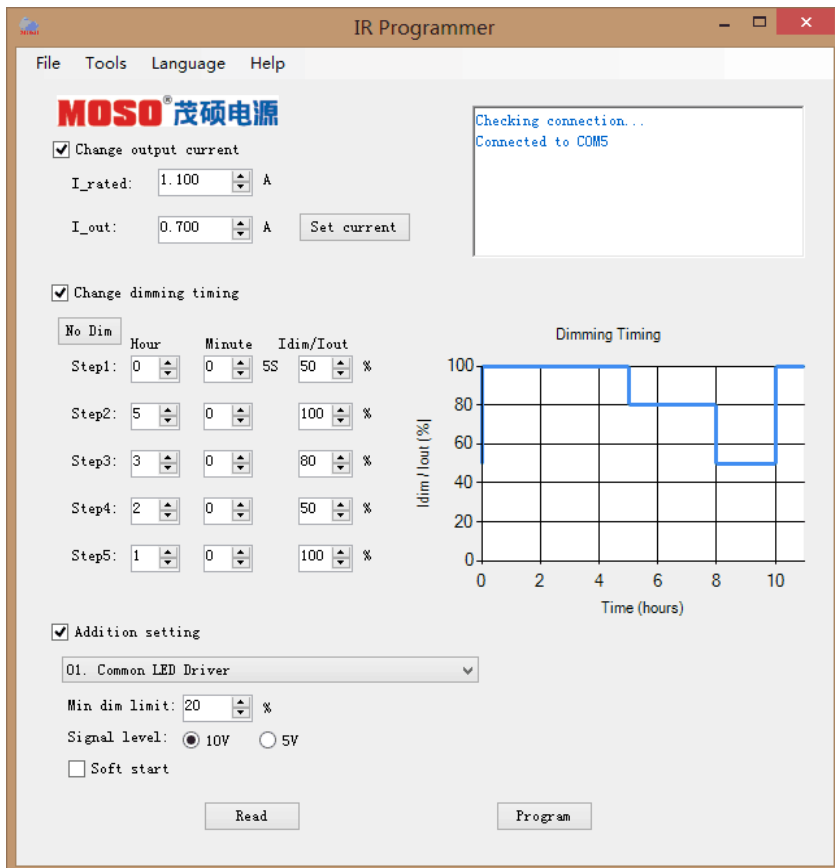 IR Programmer
File Tools Language Help
MOSO® 茂硕电源
Checking connection...
Connected to COM5
Change output current
I_rated: 1.100 A
I_out: 0.700 A Set current
Change dimming timing
No Dim
Hour Minute Idim/Iout
Step1: 0 0 5S 50 %
Step2: 5 0 100 %
Step3: 3 0 80 %
Step4: 2 0 50 %
Step5: 1 0 100 %
Dimming Timing
Idim / Iout (%)
100
80
60
40
20
0
0 2 4 6 8 10
Time (hours)
Addition setting
01. Common LED Driver
Min dim limit: 20 %
Signal level: 10V 5V
Soft start
Read Program